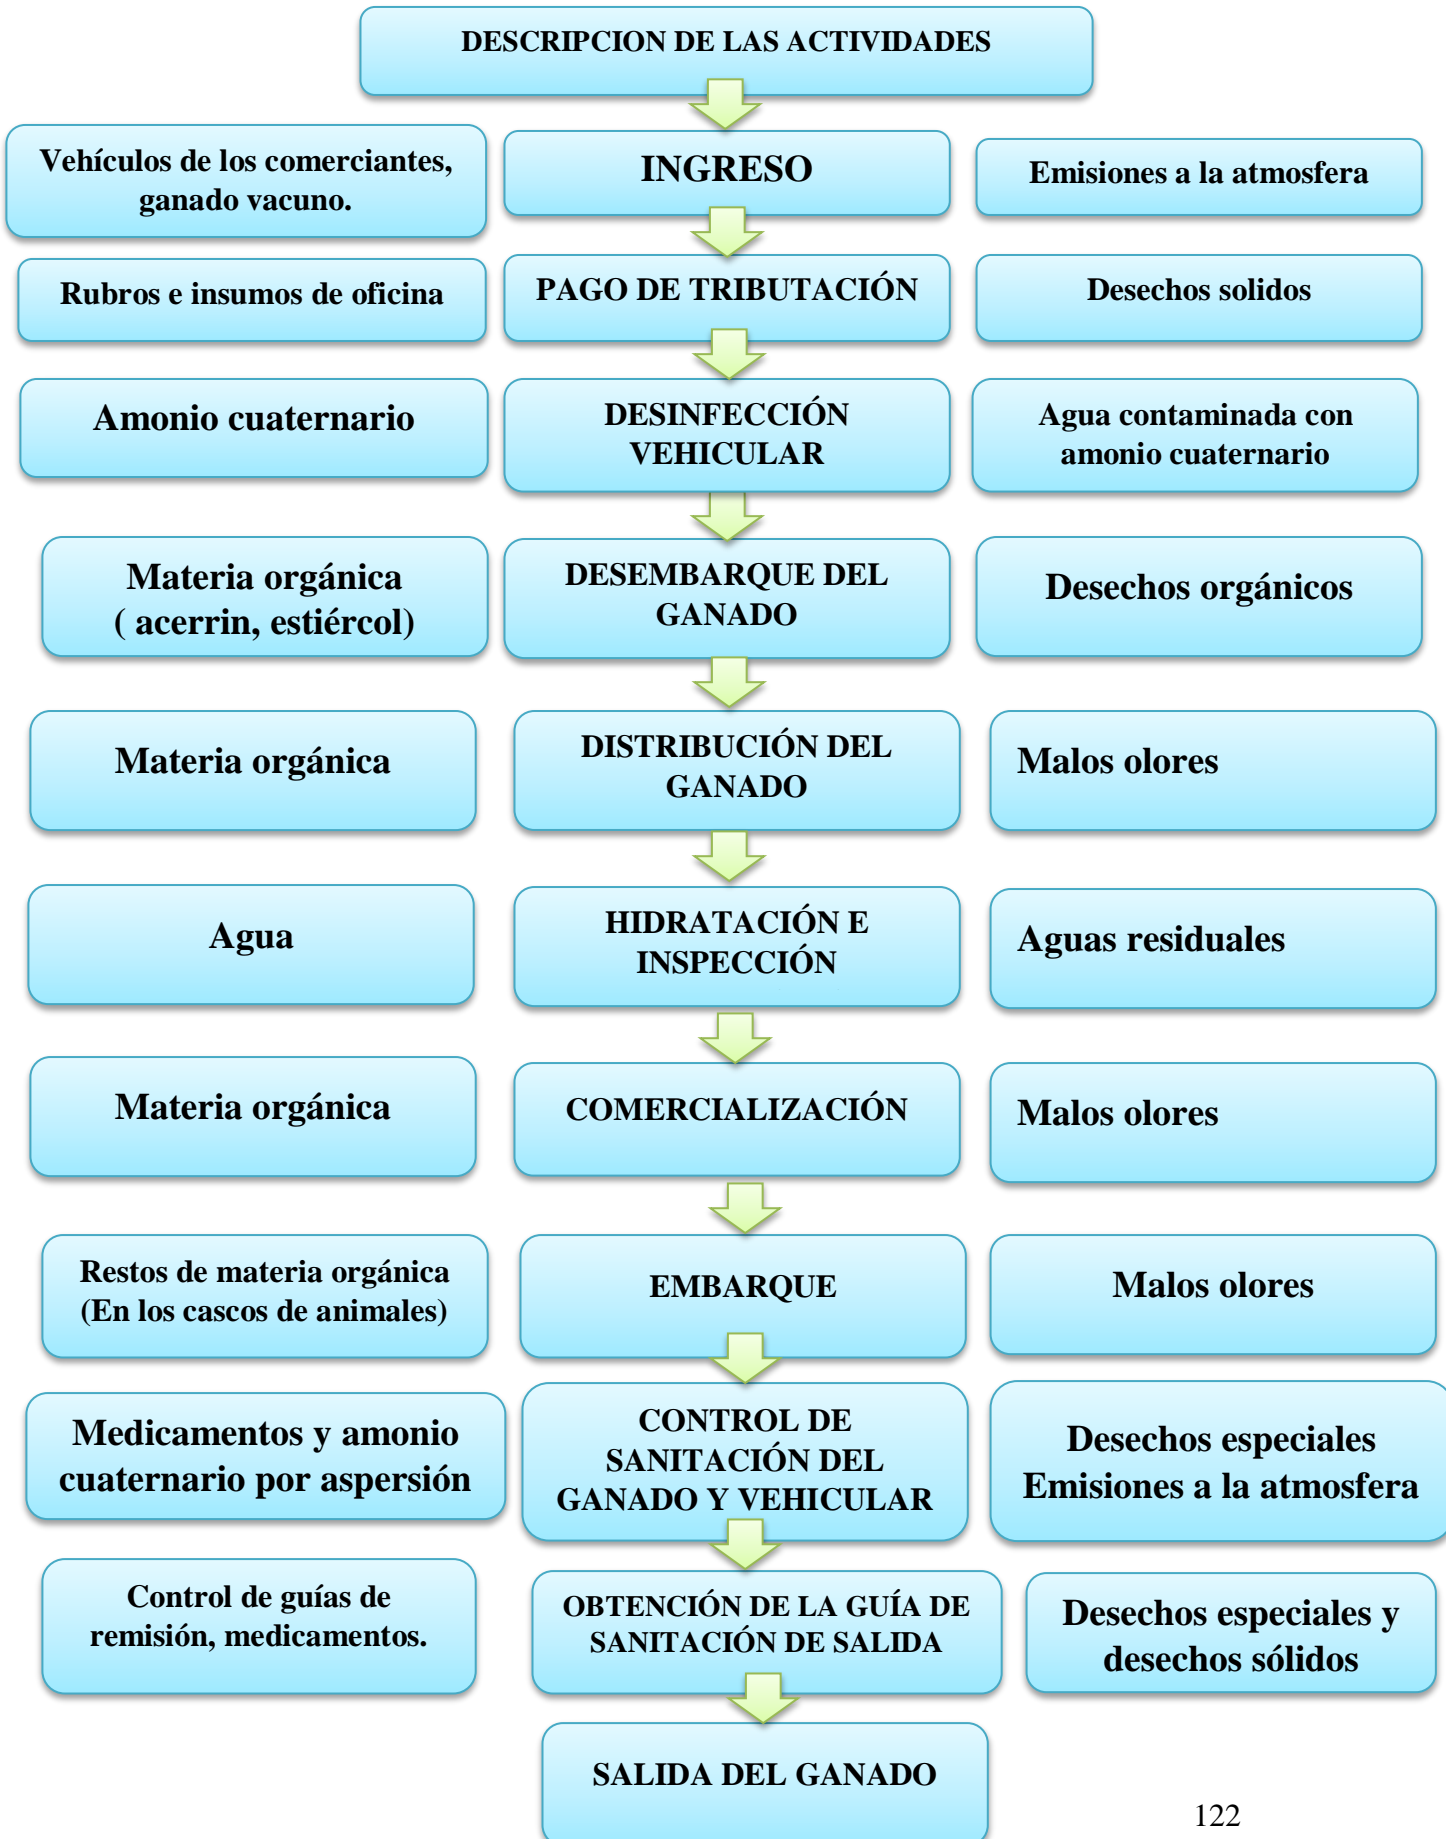 DESCRIPCION DE LAS ACTIVIDADES
Vehículos de los comerciantes,
ganado vacuno.
INGRESO
Emisiones a la atmosfera
Rubros e insumos de oficina
PAGO DE TRIBUTACIÓN
Desechos solidos
Amonio cuaternario
DESINFECCIÓN
VEHICULAR
Agua contaminada con
amonio cuaternario
Materia orgánica
( acerrin, estiércol)
DESEMBARQUE DEL
GANADO
Desechos orgánicos
Materia orgánica
DISTRIBUCIÓN DEL
GANADO
Malos olores
Agua
HIDRATACIÓN E
INSPECCIÓN
Aguas residuales
Materia orgánica
COMERCIALIZACIÓN
Malos olores
Restos de materia orgánica
(En los cascos de animales)
EMBARQUE
Malos olores
Medicamentos y amonio
cuaternario por aspersión
CONTROL DE
SANITACIÓN DEL
GANADO Y VEHICULAR
Desechos especiales
Emisiones a la atmosfera
Control de guías de
remisión, medicamentos.
OBTENCIÓN DE LA GUÍA DE
SANITACIÓN DE SALIDA
Desechos especiales y
desechos sólidos
SALIDA DEL GANADO
122